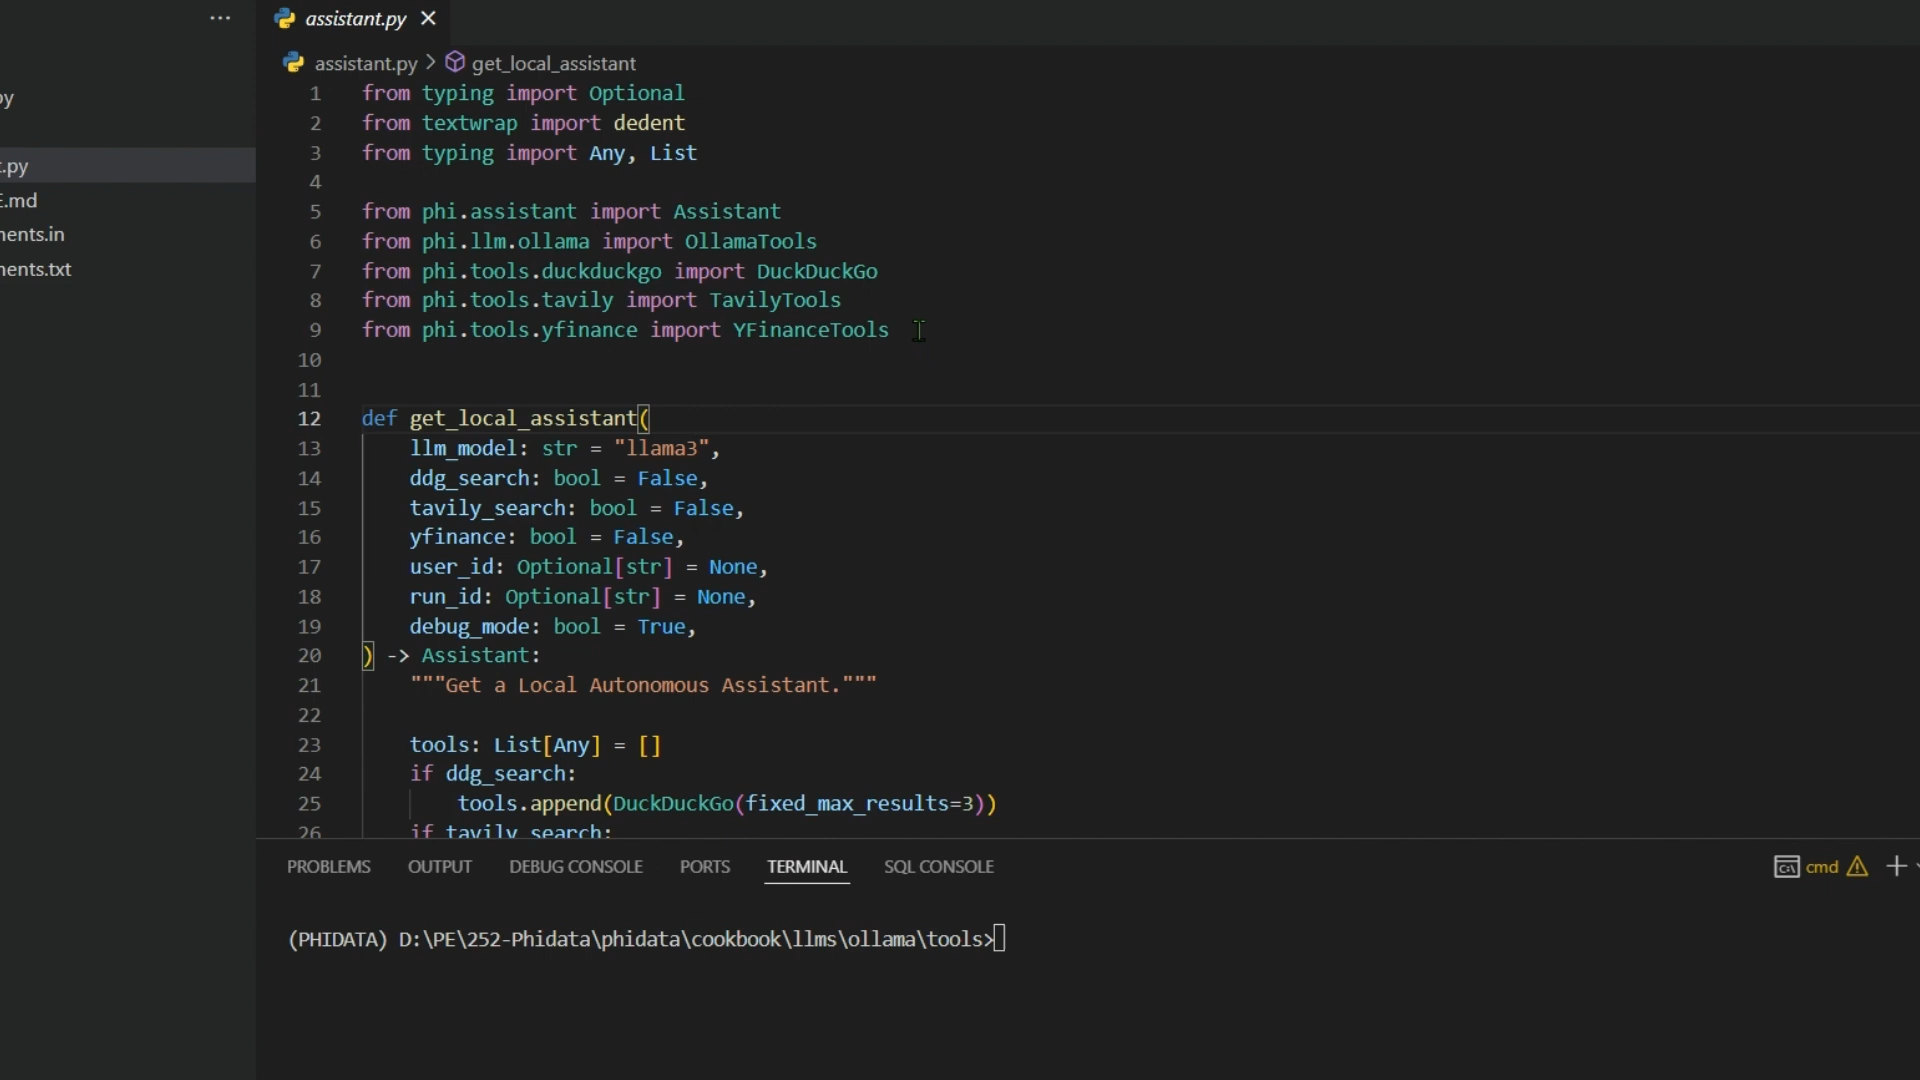 assistant.py
assistant.py > get_local_assistant
.py
E.md
ments.in
ments.txt
1 from typing import Optional
2 from textwrap import dedent
3 from typing import Any, List
4
5 from phi.assistant import Assistant
6 from phi.llm.ollama import OllamaTools
7 from phi.tools.duckduckgo import DuckDuckGo
8 from phi.tools.tavily import TavilyTools
9 from phi.tools.yfinance import YFinanceTools
10
11
12 def get_local_assistant(
13     llm_model: str = "llama3",
14     ddg_search: bool = False,
15     tavily_search: bool = False,
16     yfinance: bool = False,
17     user_id: Optional[str] = None,
18     run_id: Optional[str] = None,
19     debug_mode: bool = True,
20 ) -> Assistant:
21     """Get a Local Autonomous Assistant."""
22
23     tools: List[Any] = []
24     if ddg_search:
25         tools.append(DuckDuckGo(fixed_max_results=3))
26     if tavily_search:
PROBLEMS OUTPUT DEBUG CONSOLE PORTS TERMINAL SQL CONSOLE cmd
(PHIDATA) D:\PE\252-Phidata\phidata\cookbook\llms\ollama\tools>